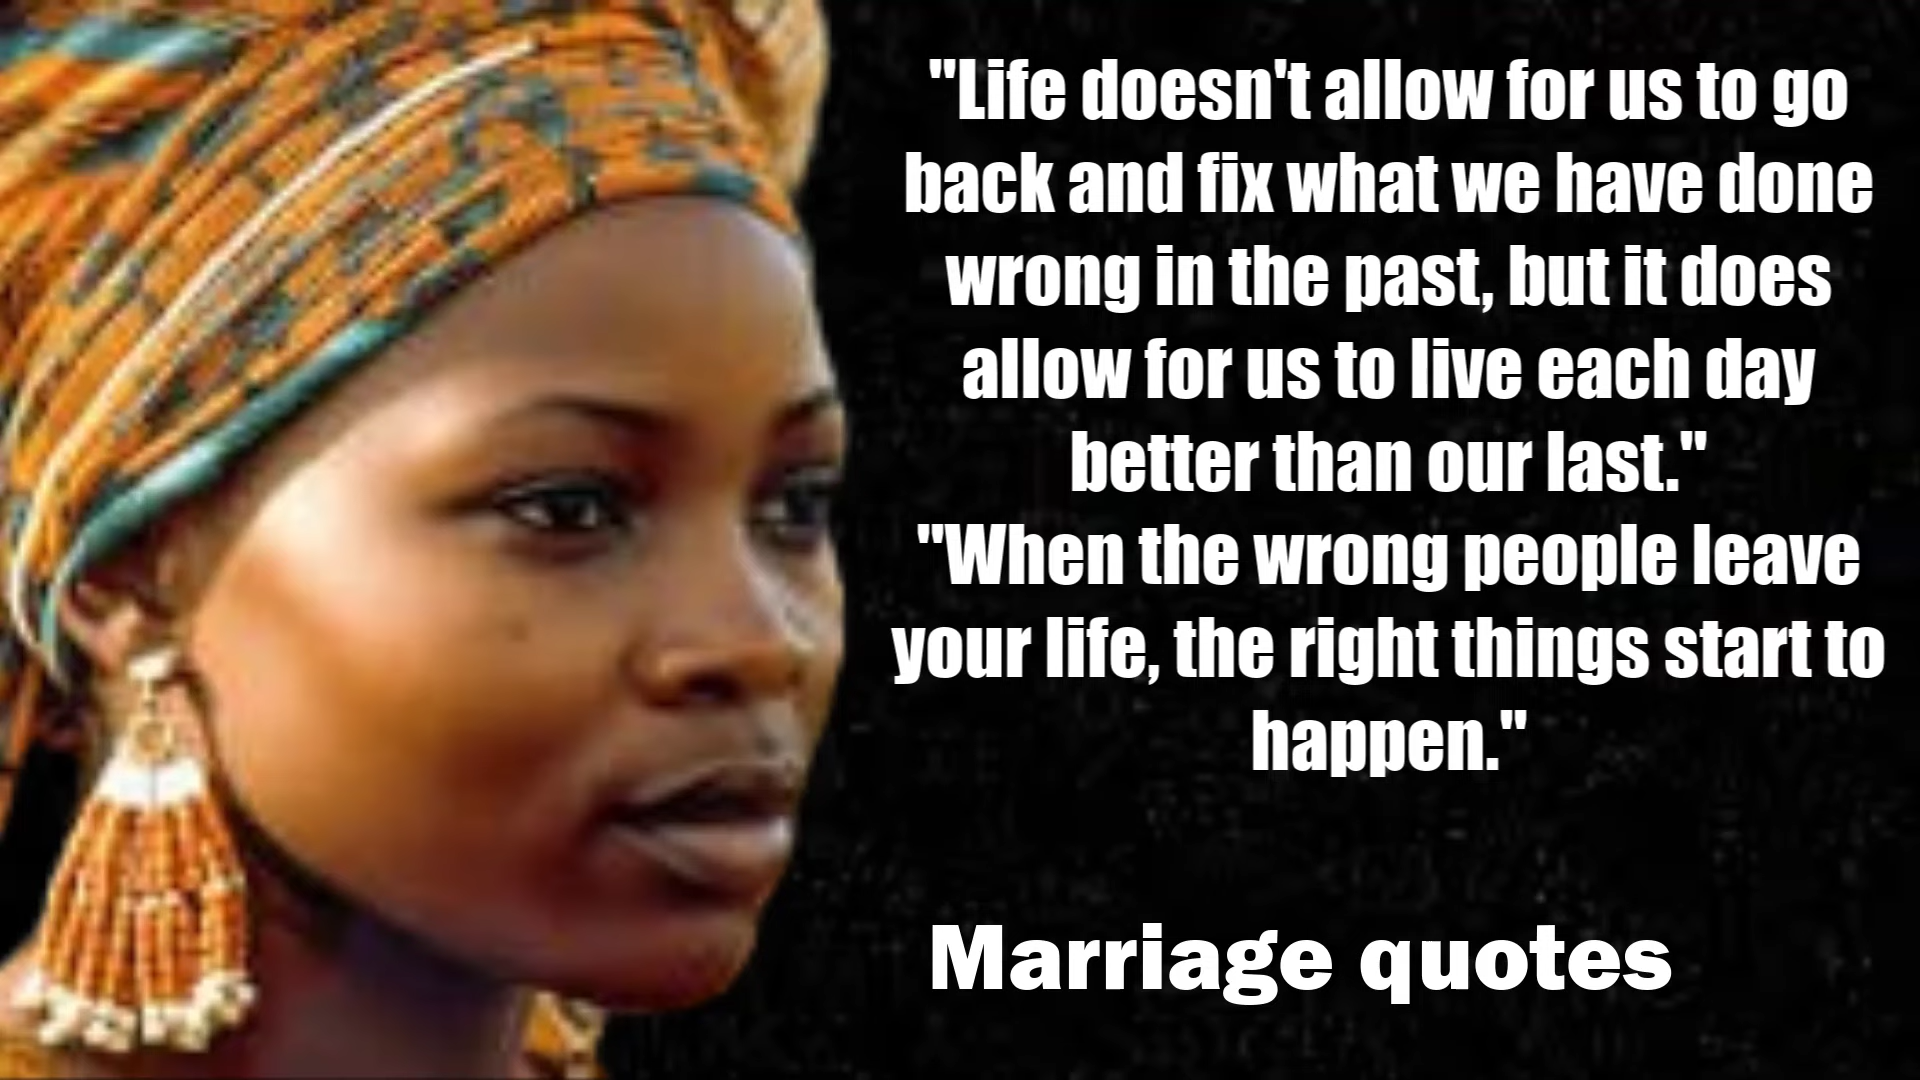 "Life doesn't allow for us to go
back and fix what we have done
wrong in the past, but it does
allow for us to live each day
better than our last."
"When the wrong people leave
your life, the right things start to
happen."
Marriage quotes